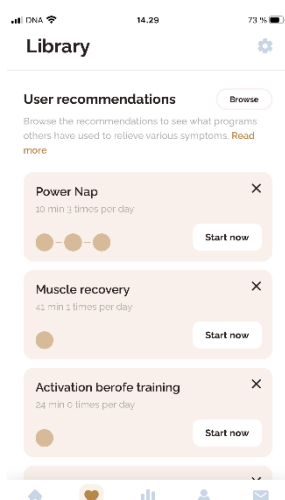 DNA 14.29 73 %
Library
User recommendations Browse
Browse the recommendations to see what programs
others have used to relieve various symptoms. Read
more
Power Nap
10 min 3 times per day
Start now
Muscle recovery
41 min 1 times per day
Start now
Activation berofe training
24 min 0 times per day
Start now